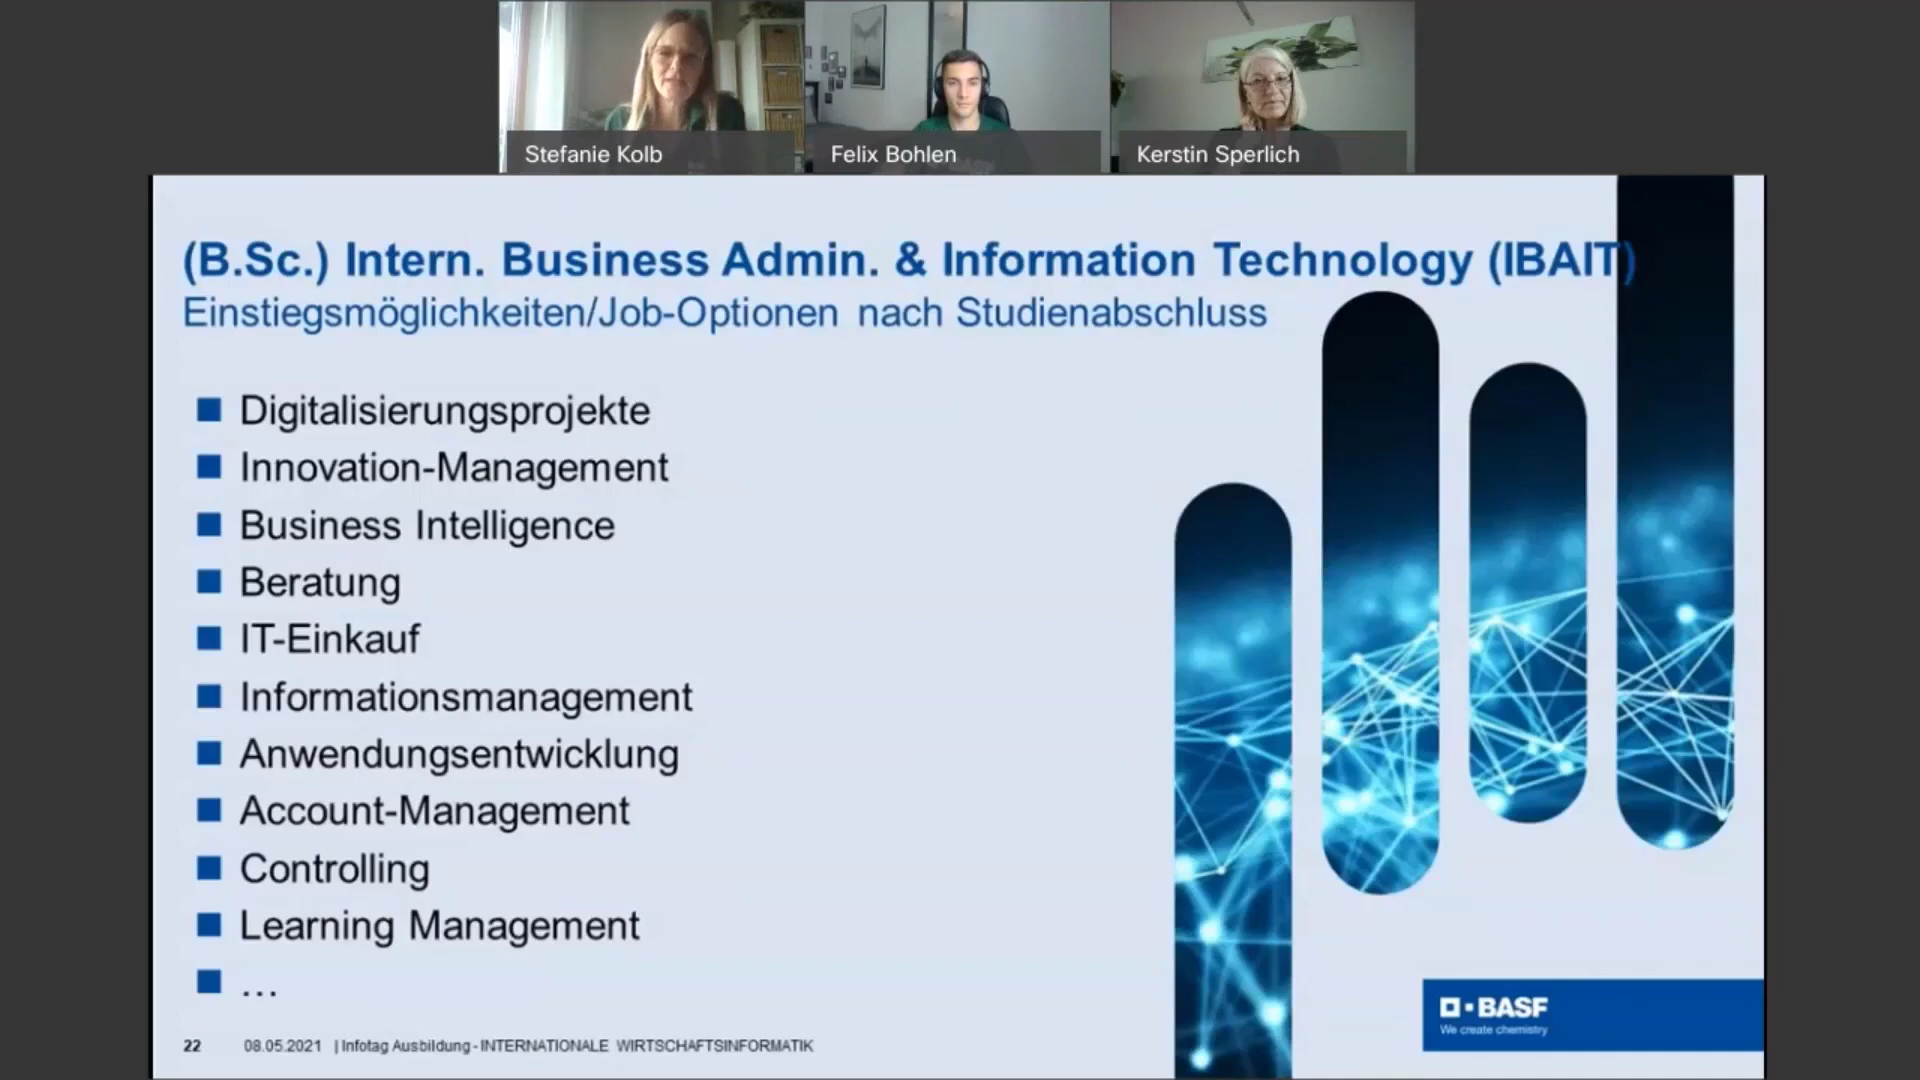 Stefanie Kolb
Felix Bohlen
Kerstin Sperlich
(B.Sc.) Intern. Business Admin. & Information Technology (IBAIT)
Einstiegsmöglichkeiten/Job-Optionen nach Studienabschluss
Digitalisierungsprojekte
Innovation-Management
Business Intelligence
Beratung
IT-Einkauf
Informationsmanagement
Anwendungsentwicklung
Account-Management
Controlling
Learning Management
…
BASF
We create chemistry
22 08.05.2021 | Infotag Ausbildung - INTERNATIONALE WIRTSCHAFTSINFORMATIK